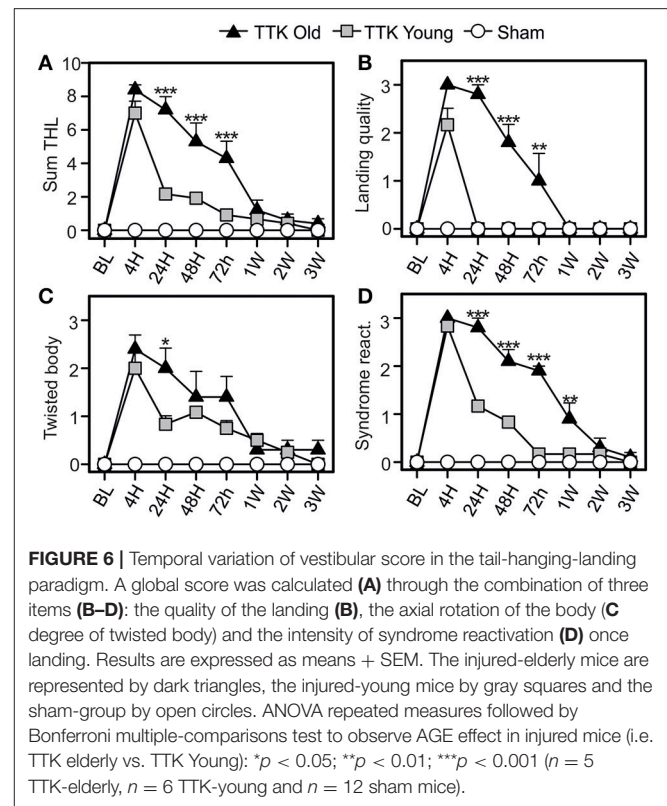 TTK Old TTK Young Sham
A B
10
8
6
4
2
0
Sum THL
*** *** ***
BL 4H 24H 48H 72h 1W 2W 3W
3
2
1
0
Landing quality
*** *** **
BL 4H 24H 48H 72h 1W 2W 3W
C D
3
2
1
0
Twisted body
*
BL 4H 24H 48H 72h 1W 2W 3W
3
2
1
0
Syndrome react.
*** *** *** **
BL 4H 24H 48H 72h 1W 2W 3W
FIGURE 6 | Temporal variation of vestibular score in the tail-hanging-landing
paradigm. A global score was calculated (A) through the combination of three
items (B–D): the quality of the landing (B), the axial rotation of the body (C
degree of twisted body) and the intensity of syndrome reactivation (D) once
landing. Results are expressed as means + SEM. The injured-elderly mice are
represented by dark triangles, the injured-young mice by gray squares and the
sham-group by open circles. ANOVA repeated measures followed by
Bonferroni multiple-comparisons test to observe AGE effect in injured mice (i.e.
TTK elderly vs. TTK Young): *p < 0.05; **p < 0.01; ***p < 0.001 (n = 5
TTK-elderly, n = 6 TTK-young and n = 12 sham mice).